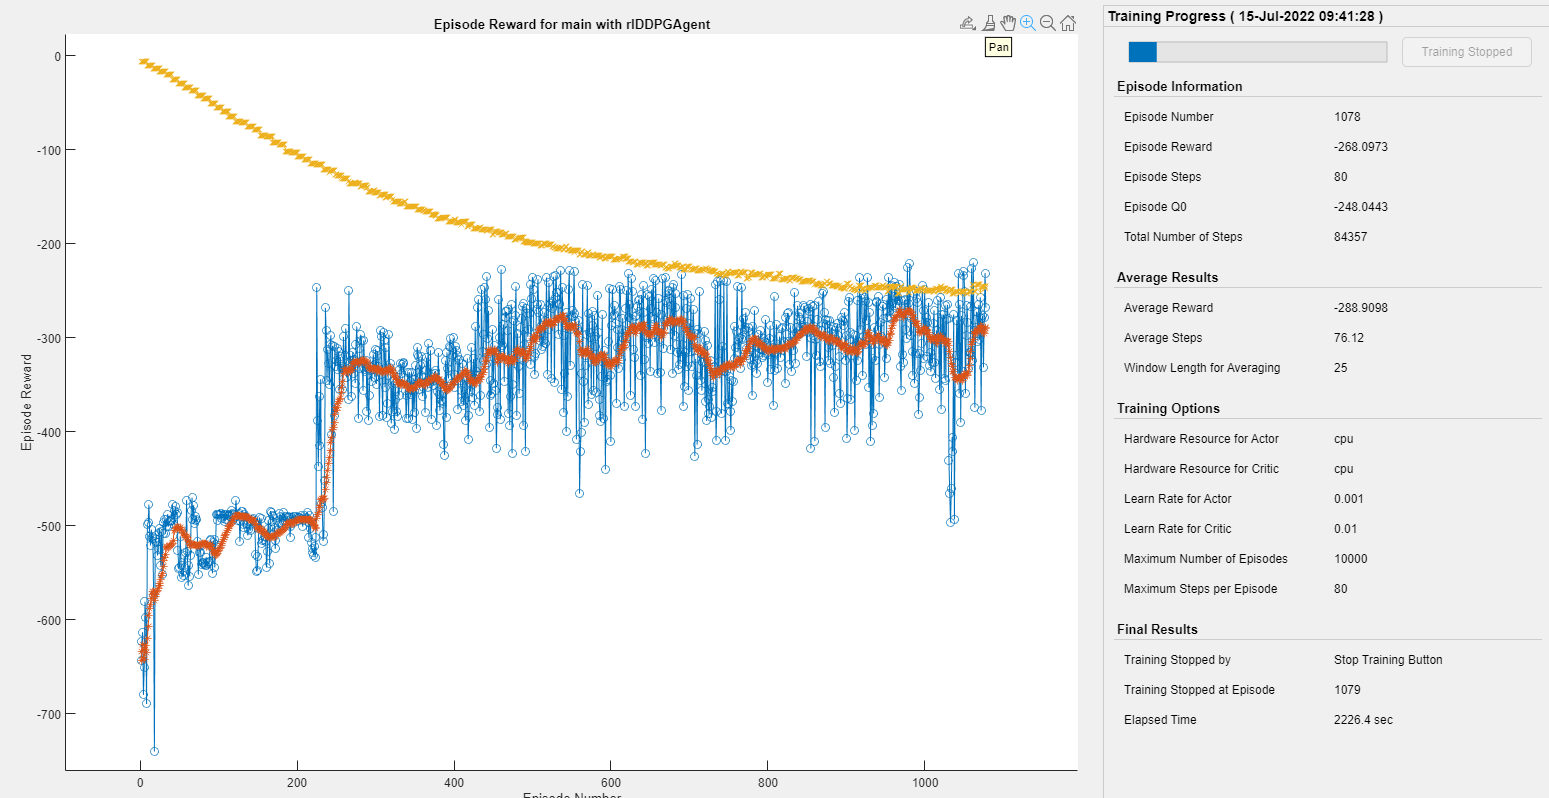 Episode Reward for main with rlDDPGAgent
Pan
0
-100
-200
-300
-400
-500
-600
-700
Episode Reward
0
200
400
600
800
1000
Episode Number
Training Progress ( 15-Jul-2022 09:41:28 )
Training Stopped
Episode Information
Episode Number 1078
Episode Reward -268.0973
Episode Steps 80
Episode Q0 -248.0443
Total Number of Steps 84357
Average Results
Average Reward -288.9098
Average Steps 76.12
Window Length for Averaging 25
Training Options
Hardware Resource for Actor cpu
Hardware Resource for Critic cpu
Learn Rate for Actor 0.001
Learn Rate for Critic 0.01
Maximum Number of Episodes 10000
Maximum Steps per Episode 80
Final Results
Training Stopped by Stop Training Button
Training Stopped at Episode 1079
Elapsed Time 2226.4 sec